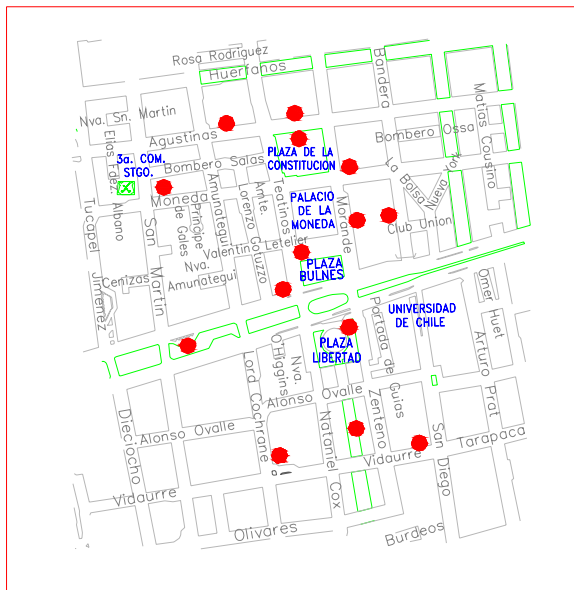 Rosa Rodriguez
Huerfanos
Bandera
Nva. Sn. Martin
Matias Cousino
Agustinas
Bombero Ossa
Elias Fdez. Albano
3a. COM.
STGO.
Bombero Salas
PLAZA DE LA
CONSTITUCION
La Bolsa
Nueva York
Moneda
Tucapel Jimenez
San Martin
Principe
de Gales
Amunategui
Lorenzo Gotuzzo
Amte.
Teatinos
PALACIO
DE LA
MONEDA
Morande
Club Union
Valentin Letelier
Nva.
Amunategui
Cenizas
PLAZA
BULNES
Omer Huet
UNIVERSIDAD
DE CHILE
Portada de Guias
PLAZA
LIBERTAD
O'Higgins
Nva.
Lord Cochrane
Arturo Prat
Alonso Ovalle
Zenteno
Dieciocho
Alonso Ovalle
Nataniel Cox
San Diego
Tarapaca
Vidaurre
Vidaurre
Olivares
Burdeos